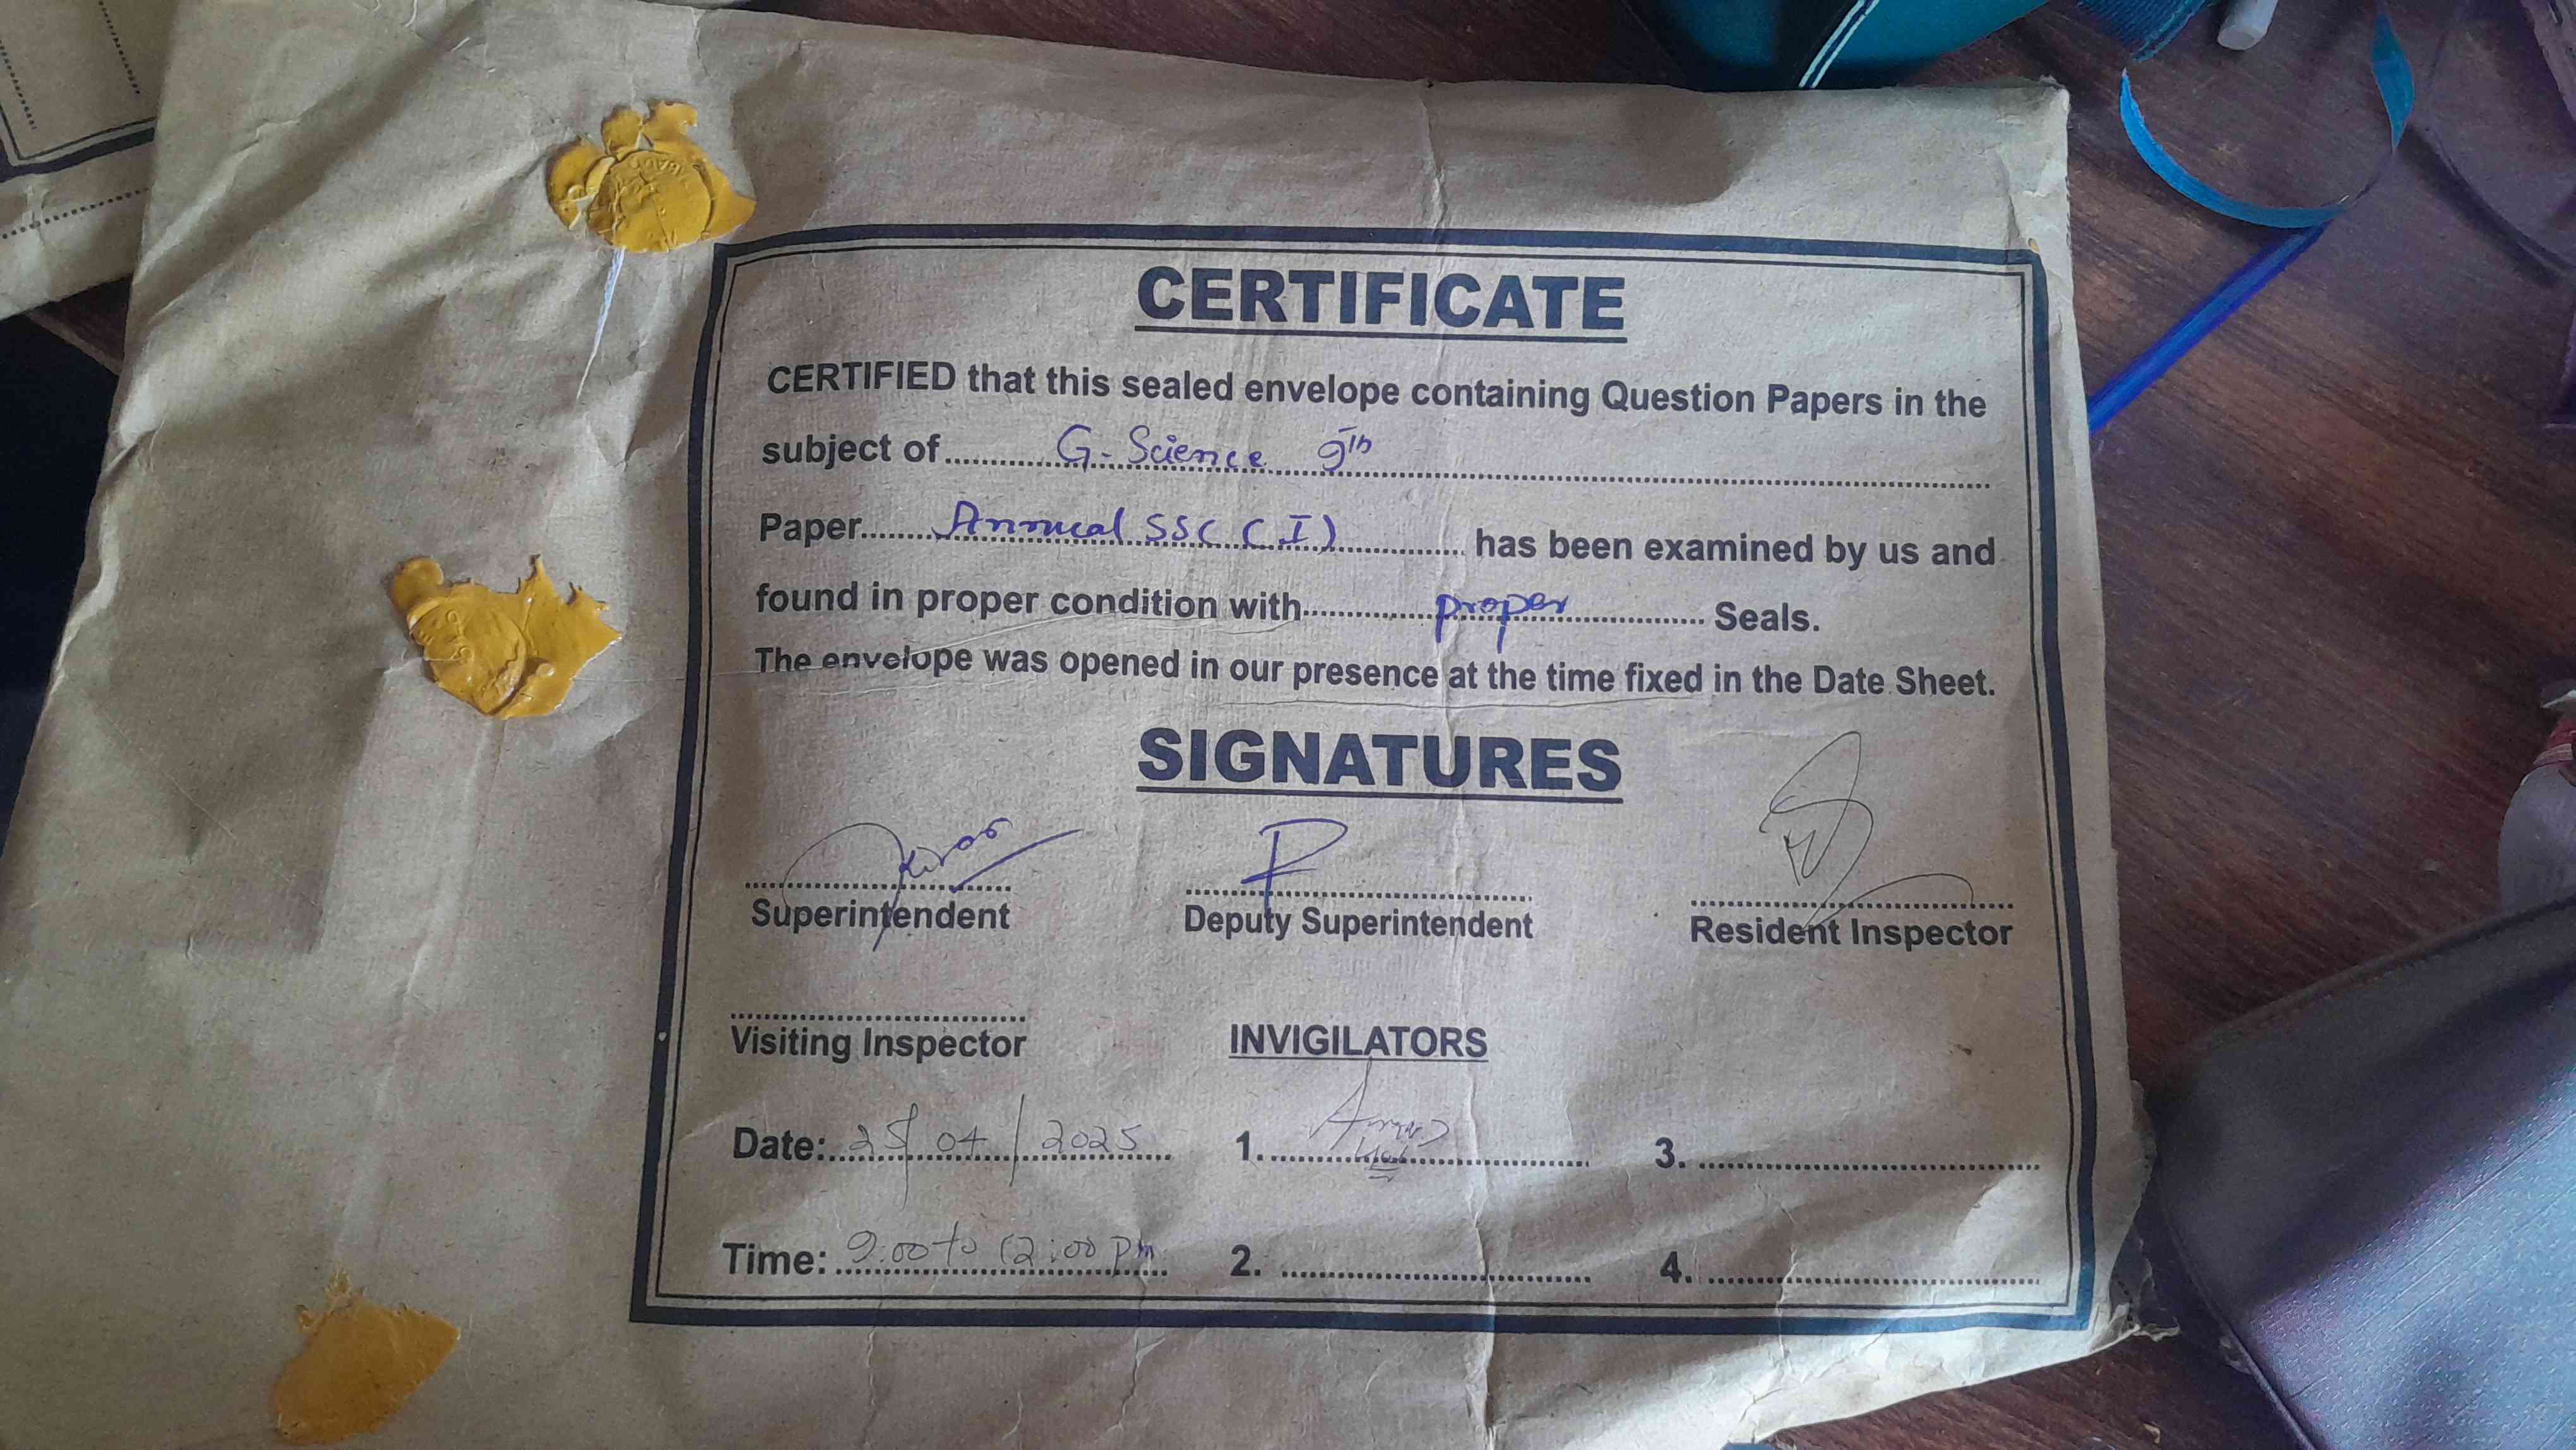 CERTIFICATE
CERTIFIED that this sealed envelope containing Question Papers in the
subject of G. Science 9th
Paper Annual SSC (I) has been examined by us and
found in proper condition with proper Seals.
The envelope was opened in our presence at the time fixed in the Date Sheet.
SIGNATURES
Superintendent Deputy Superintendent Resident Inspector
Visiting Inspector INVIGILATORS
Date: 25/04/2025 1. 3.
Time: 9:00 to 12:00 pm 2. 4.